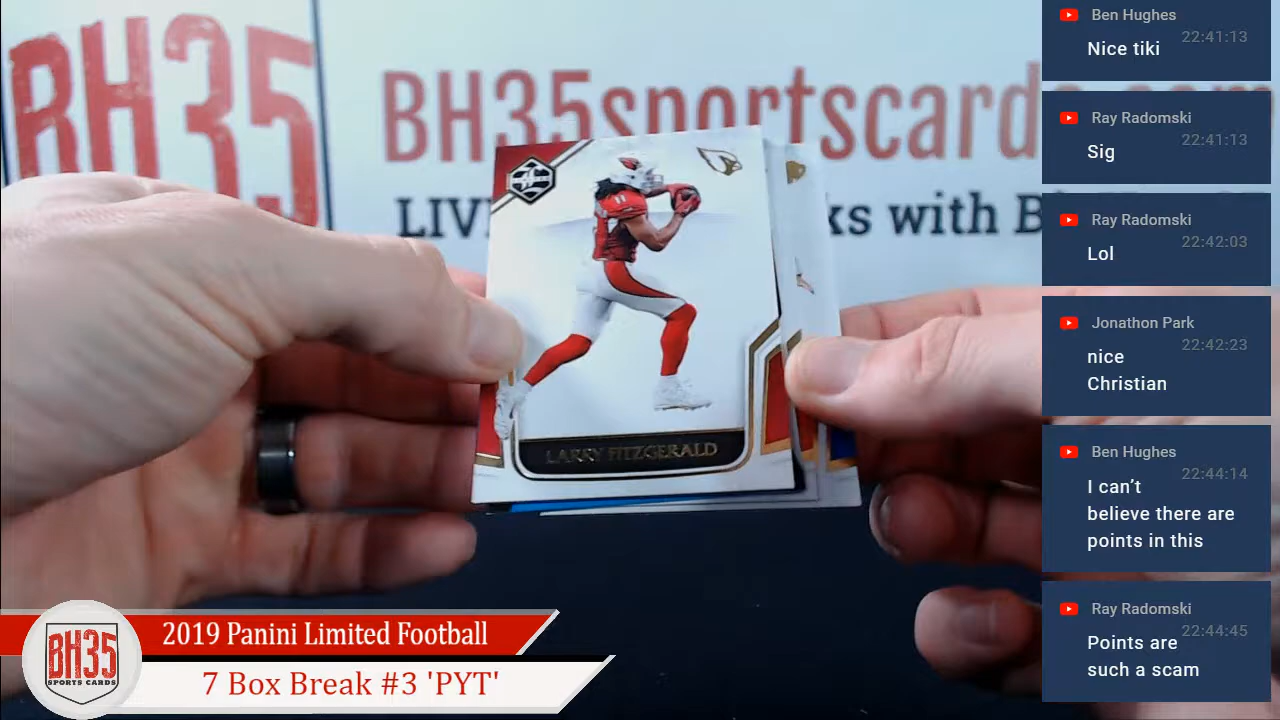 BH35
BH35sportscards.com
LIV ks with B
11
LARRY FITZGERALD
BH35
SPORTS CARDS
2019 Panini Limited Football
7 Box Break #3 'PYT'
Ben Hughes
22:41:13
Nice tiki
Ray Radomski
22:41:13
Sig
Ray Radomski
22:42:03
Lol
Jonathon Park
22:42:23
nice
Christian
Ben Hughes
22:44:14
I can't
believe there are
points in this
Ray Radomski
22:44:45
Points are
such a scam